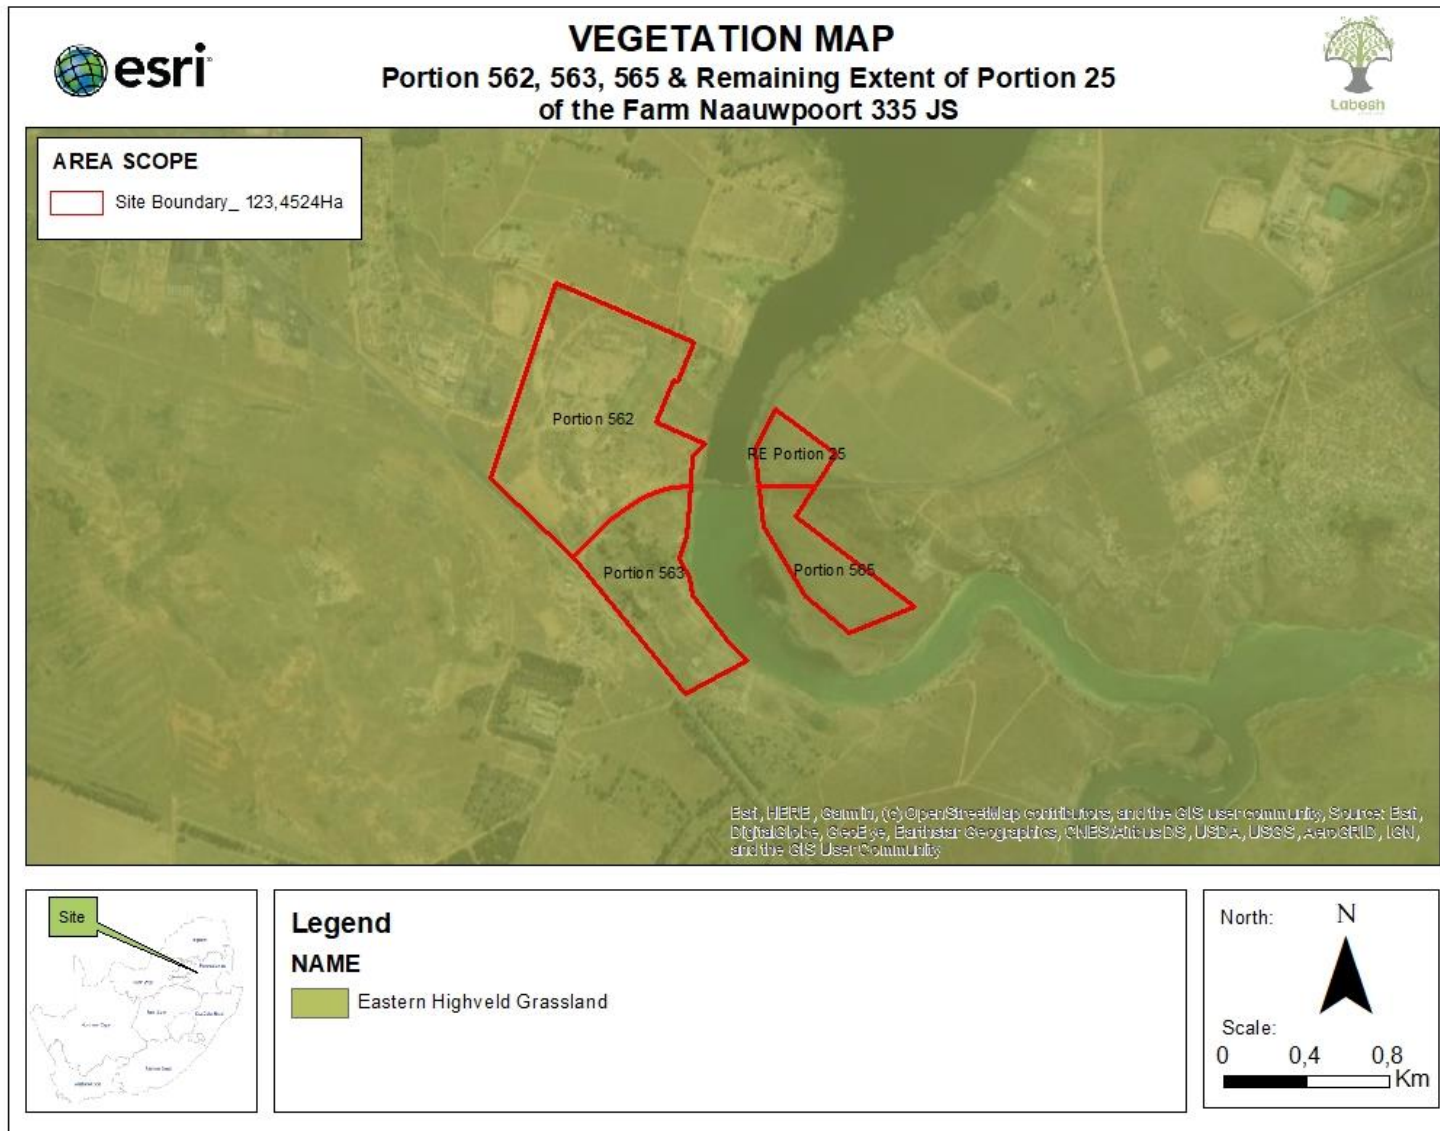 esri
VEGETATION MAP
Portion 562, 563, 565 & Remaining Extent of Portion 25
of the Farm Naauwpoort 335 JS
Labesh
AREA SCOPE
Site Boundary_ 123,4524Ha
Portion 562
RE Portion 25
Portion 563
Portion 565
Esri, HERE, Garmin, (c) OpenStreetMap contributors, and the GIS user community, Source: Esri,
DigitalGlobe, GeoEye, Earthstar Geographics, CNES/Airbus DS, USDA, USGS, AeroGRID, IGN,
and the GIS User Community
Site
Legend
NAME
Eastern Highveld Grassland
North:
N
Scale:
0 0,4 0,8
Km